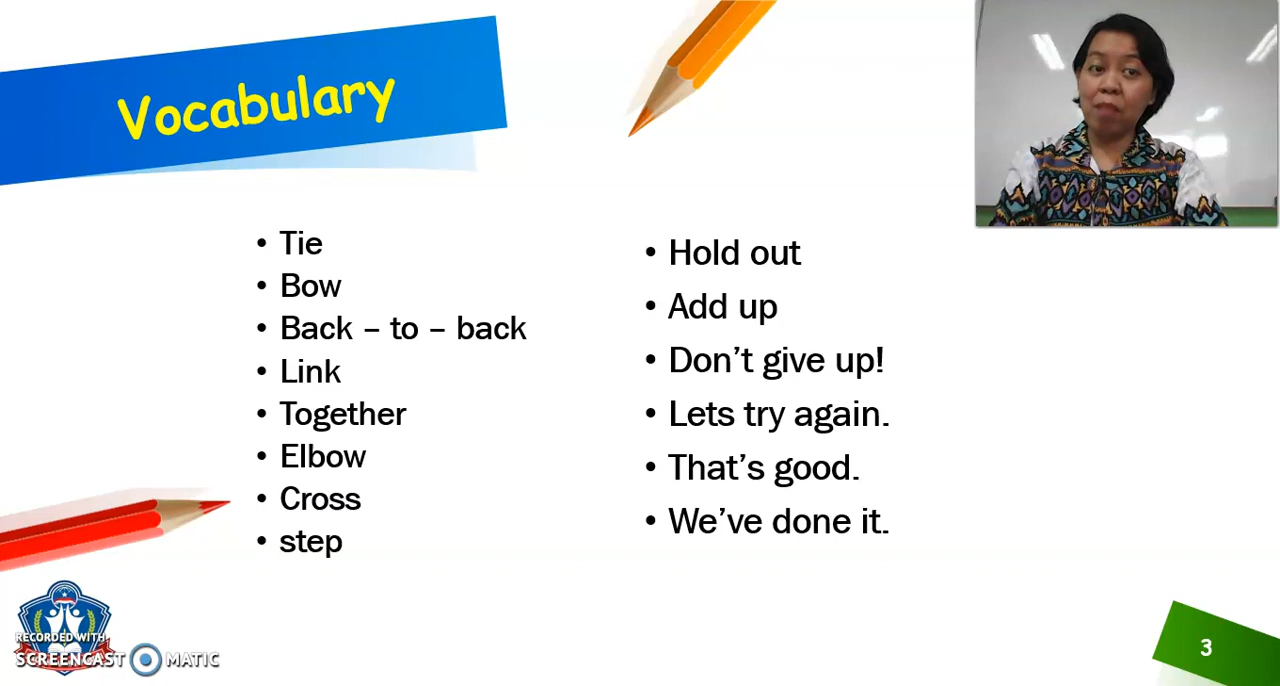 Vocabulary
• Tie
• Bow
• Back – to – back
• Link
• Together
• Elbow
• Cross
• step
• Hold out
• Add up
• Don’t give up!
• Lets try again.
• That’s good.
• We’ve done it.
RECORDED WITH
SCREENCAST MATIC
3